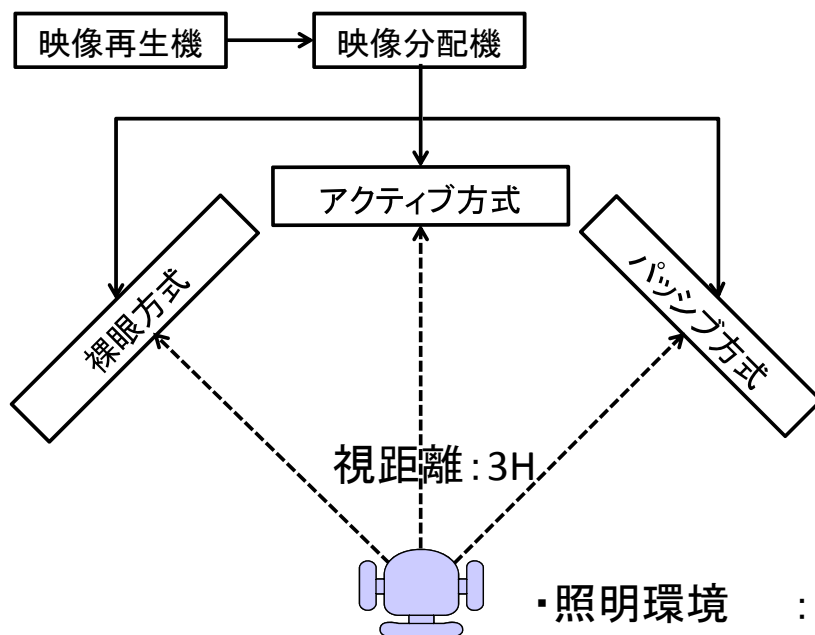 映像再生機
映像分配機
アクティブ方式
裸眼方式
パッシブ方式
視距離:3H
・照明環境 :